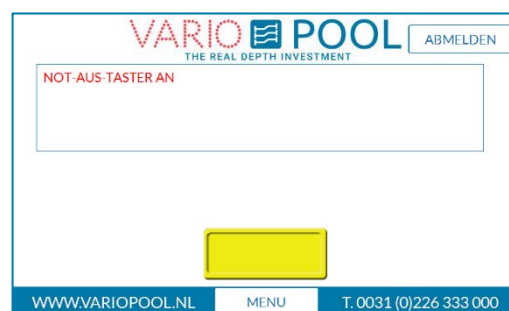 VARIO POOL
THE REAL DEPTH INVESTMENT
ABMELDEN
NOT-AUS-TASTER AN
WWW.VARIOPOOL.NL
MENU
T. 0031 (0)226 333 000